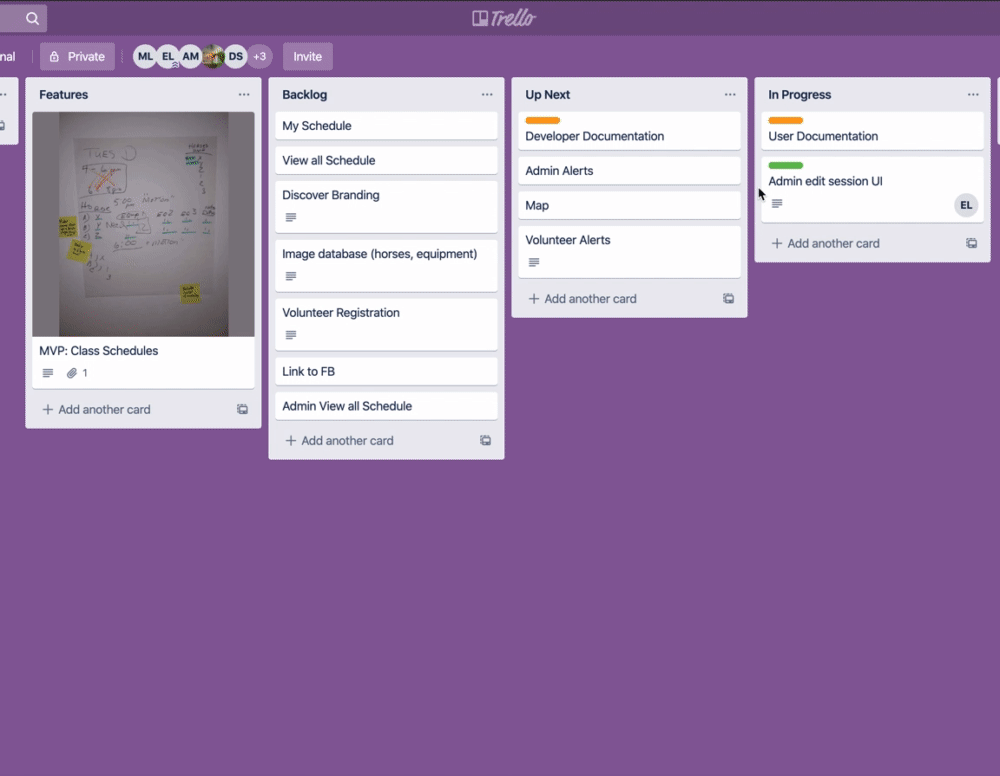 Trello
nal
Private
ML
EL
AM
DS
+3
Invite
Features
TUES
MVP: Class Schedules
1
Add another card
Backlog
My Schedule
View all Schedule
Discover Branding
Image database (horses, equipment)
Volunteer Registration
Link to FB
Admin View all Schedule
Add another card
Up Next
Developer Documentation
Admin Alerts
Map
Volunteer Alerts
Add another card
In Progress
User Documentation
Admin edit session UI
EL
Add another card